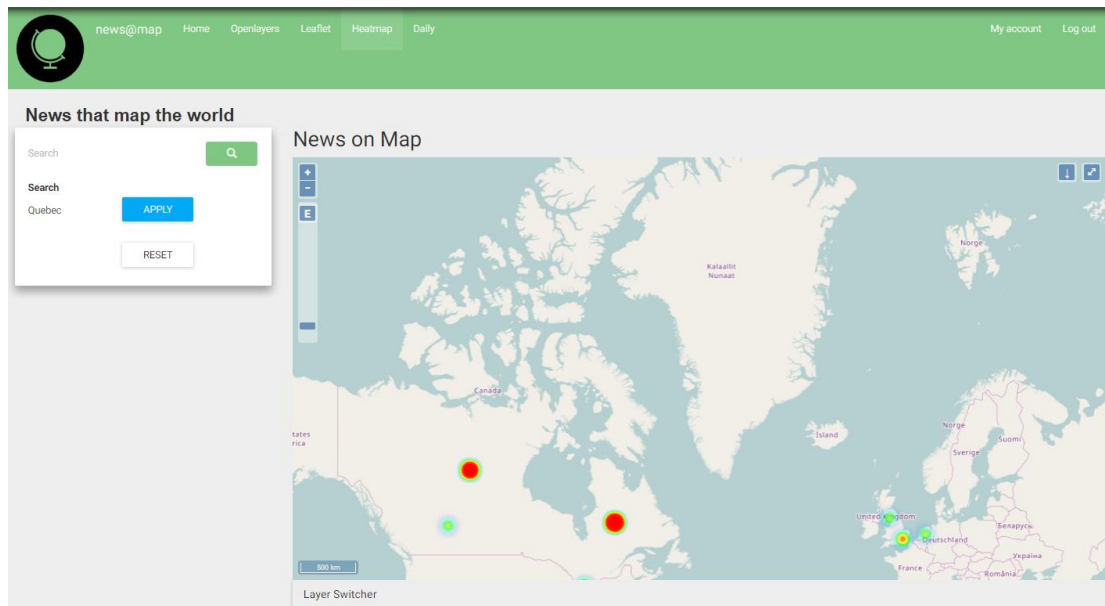 news@map Home Openlayers Leaflet Heatmap Daily My account Log out
News that map the world
Search
Search
Quebec APPLY
RESET
News on Map
+
-
E
Norge
Kalaallit
Nunaat
Canada
tates
rica
Ísland
Norge
Suomi
Sverige
United Kingdom
Беларусь
Deutschland
Україна
France
România
500 km
Layer Switcher